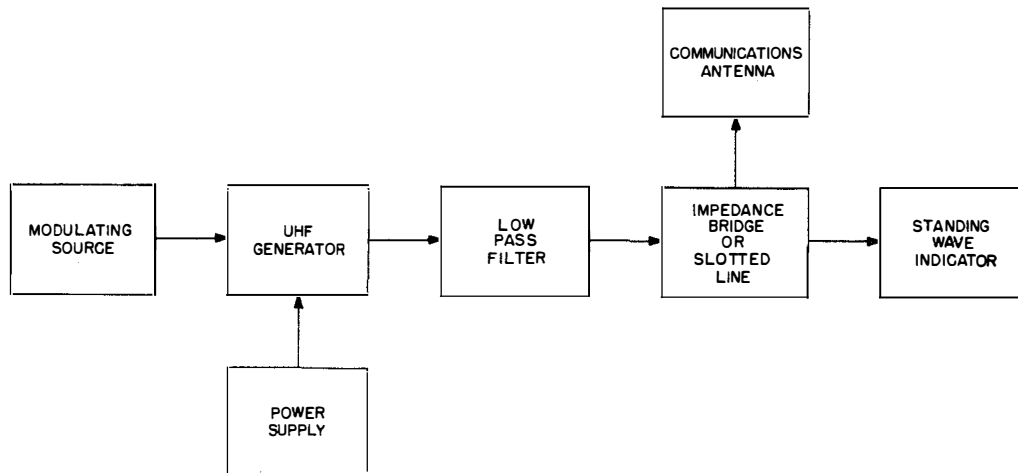 COMMUNICATIONS
ANTENNA
MODULATING
SOURCE
UHF
GENERATOR
LOW
PASS
FILTER
IMPEDANCE
BRIDGE
OR
SLOTTED
LINE
STANDING
WAVE
INDICATOR
POWER
SUPPLY